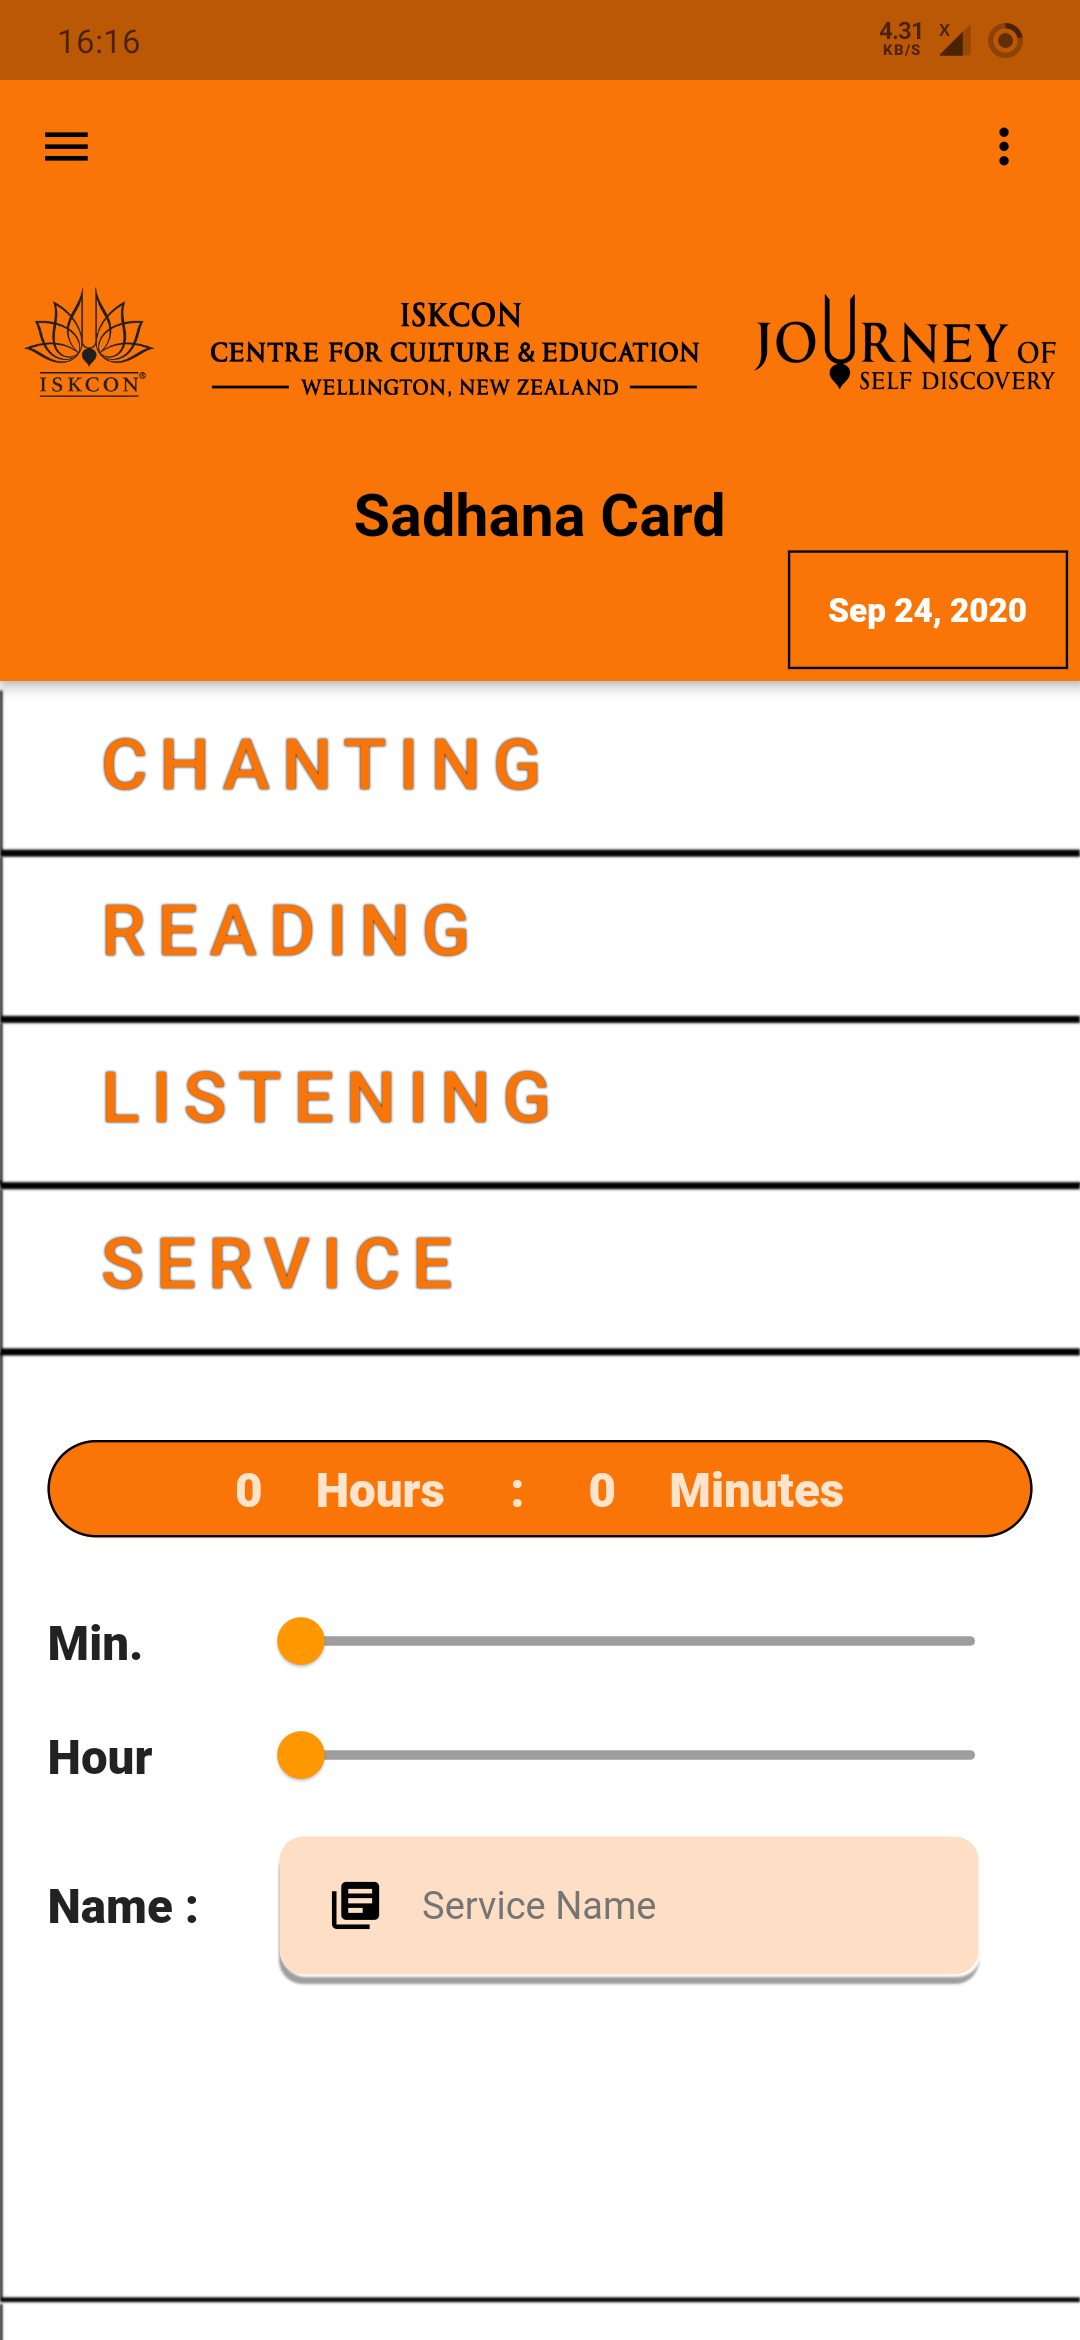 16:16
4.31
KB/S
X
ISKCON®
ISKCON
CENTRE FOR CULTURE & EDUCATION
WELLINGTON, NEW ZEALAND
JOURNEY OF
SELF DISCOVERY
Sadhana Card
Sep 24, 2020
CHANTING
READING
LISTENING
SERVICE
0 Hours : 0 Minutes
Min.
Hour
Name :
Service Name